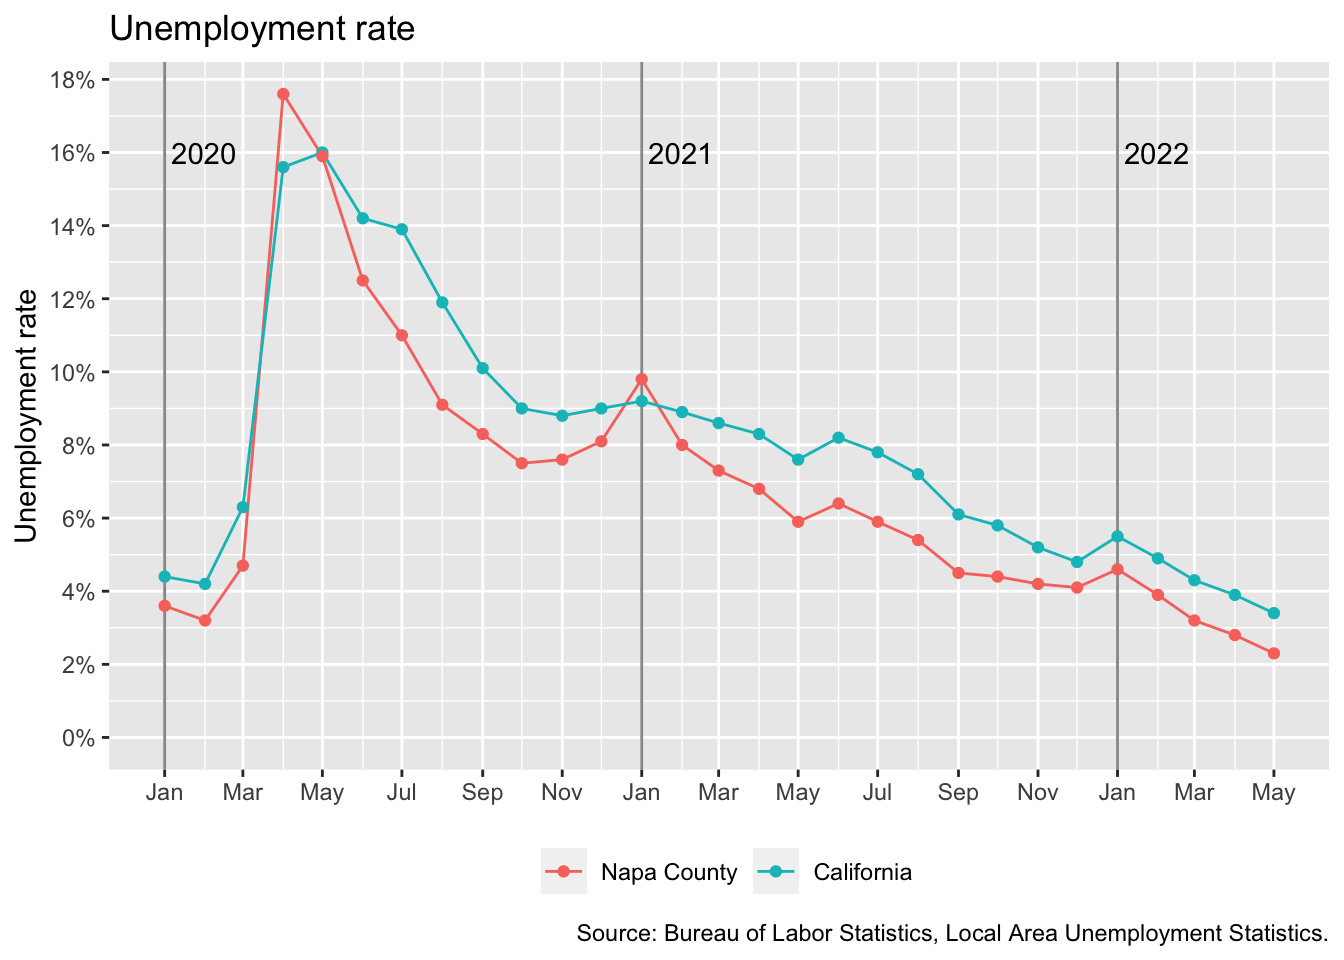 Unemployment rate
18%
16%
14%
12%
10%
8%
6%
4%
2%
0%
Unemployment rate
2020 2021 2022
Jan Mar May Jul Sep Nov Jan Mar May Jul Sep Nov Jan Mar May
Napa County California
Source: Bureau of Labor Statistics, Local Area Unemployment Statistics.